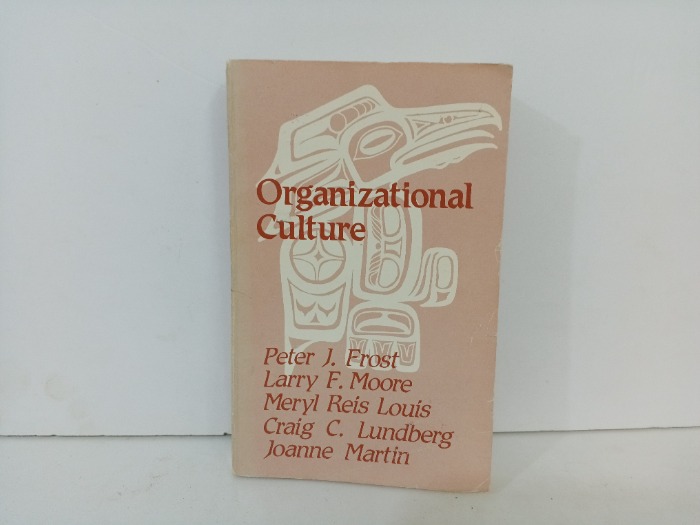 Organizational
Culture
Peter J. Frost
Larry F. Moore
Meryl Reis Louis
Craig C. Lundberg
Joanne Martin